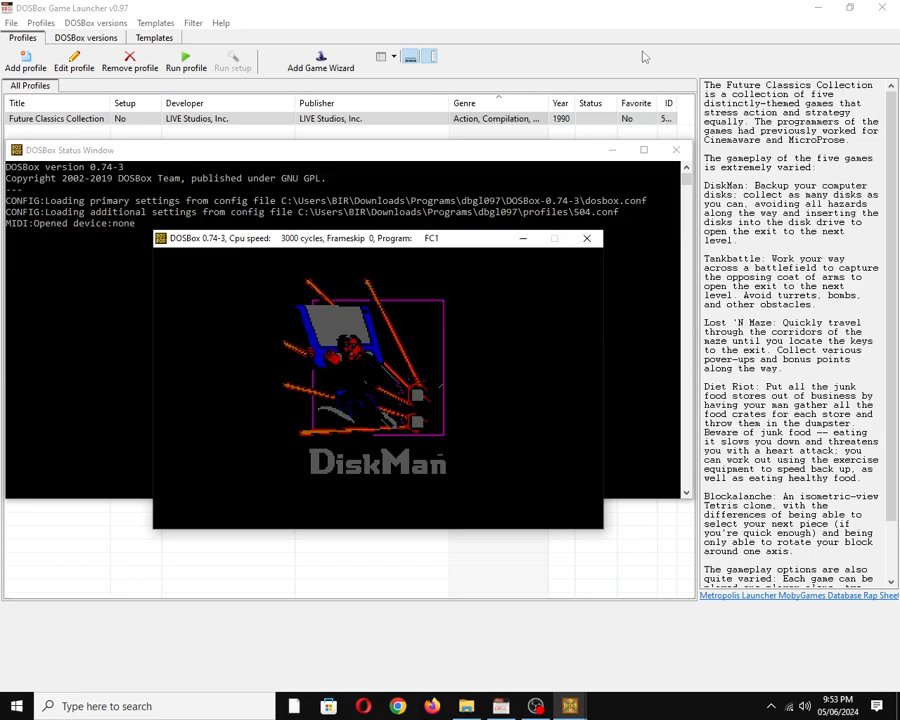 DOSBox Game Launcher v0.97
File Profiles DOSBox versions Templates Filter Help
Profiles DOSBox versions Templates
Add profile Edit profile Remove profile Run profile Run setup Add Game Wizard
All Profiles
Title Setup Developer Publisher Genre Year Status Favorite ID
Future Classics Collection No LIVE Studios, Inc. LIVE Studios, Inc. Action, Compilation, ... 1990 No 5...
DOSBox Status Window
DOSBox version 0.74-3
Copyright 2002-2019 DOSBox Team, published under GNU GPL.
---
CONFIG:Loading primary settings from config file C:\Users\BIR\Downloads\Programs\dbgl097\DOSBox-0.74-3\dosbox.conf
CONFIG:Loading additional settings from config file C:\Users\BIR\Downloads\Programs\dbgl097\profiles\504.conf
MIDI:Opened device:none
DOSBox 0.74-3, Cpu speed: 3000 cycles, Frameskip 0, Program: FC1
DiskMan
The Future Classics Collection
is a collection of five
distinctly-themed games that
stress action and strategy
equally. The programmers of the
games had previously worked for
Cinemaware and MicroProse.
The gameplay of the five games
is extremely varied:
DiskMan: Backup your computer
disks; collect as many disks as
you can, avoiding all hazards
along the way and inserting the
disks into the disk drive to
open the exit to the next
level.
Tankbattle: Work your way
across a battlefield to capture
the opposing coat of arms to
open the exit to the next
level. Avoid turrets, bombs,
and other obstacles.
Lost 'N Maze: Quickly travel
through the corridors of the
maze until you locate the keys
to the exit. Collect various
power-ups and bonus points
along the way.
Diet Riot: Put all the junk
food stores out of business by
having your man gather all the
food crates for each store and
throw them in the dumpster.
Beware of junk food -- eating
it slows you down and threatens
you with a heart attack; you
can work out using the exercise
equipment to speed back up, as
well as eating healthy food.
Blockalanche: An isometric-view
Tetris clone, with the
differences of being able to
select your next piece (if
you're quick enough) and being
only able to rotate your block
around one axis.
The gameplay options are also
quite varied: Each game can be
Metropolis Launcher MobyGames Database Rap Sheet
Type here to search
9:53 PM
05/06/2024